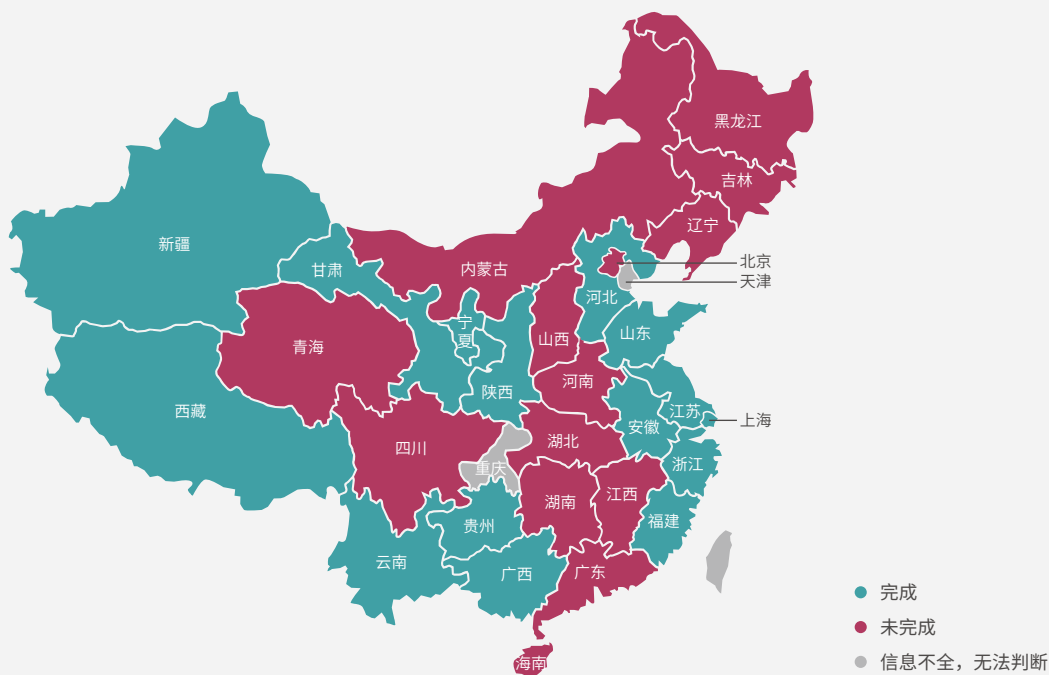 黑龙江
吉林
辽宁
新疆
甘肃
内蒙古
北京
天津
河北
宁
夏
山西
山东
青海
河南
陕西
西藏
江苏
上海
安徽
四川
湖北
浙江
重庆
湖南
江西
贵州
福建
云南
广西
广东
海南
完成
未完成
信息不全，无法判断